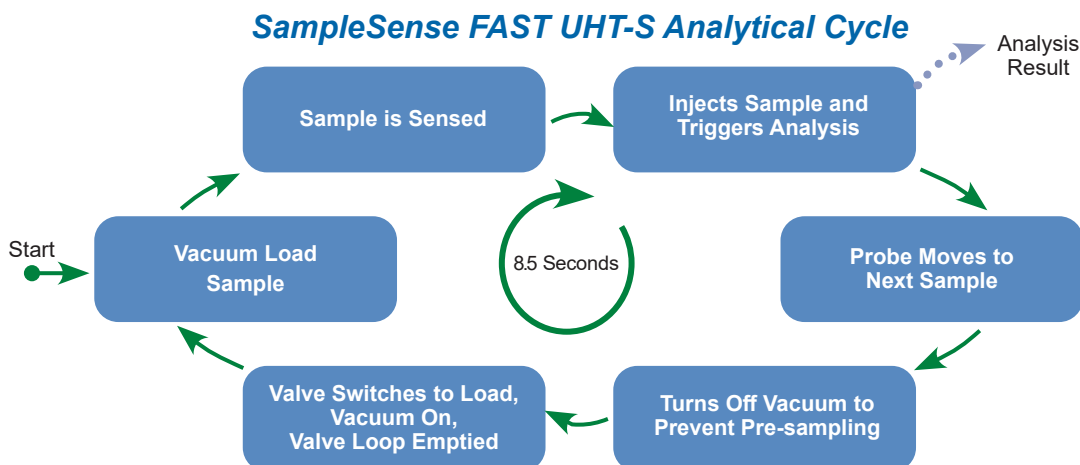 SampleSense FAST UHT-S Analytical Cycle
Analysis
Result
Sample is Sensed
Injects Sample and
Triggers Analysis
Start
Vacuum Load
Sample
8.5 Seconds
Probe Moves to
Next Sample
Valve Switches to Load,
Vacuum On,
Valve Loop Emptied
Turns Off Vacuum to
Prevent Pre-sampling